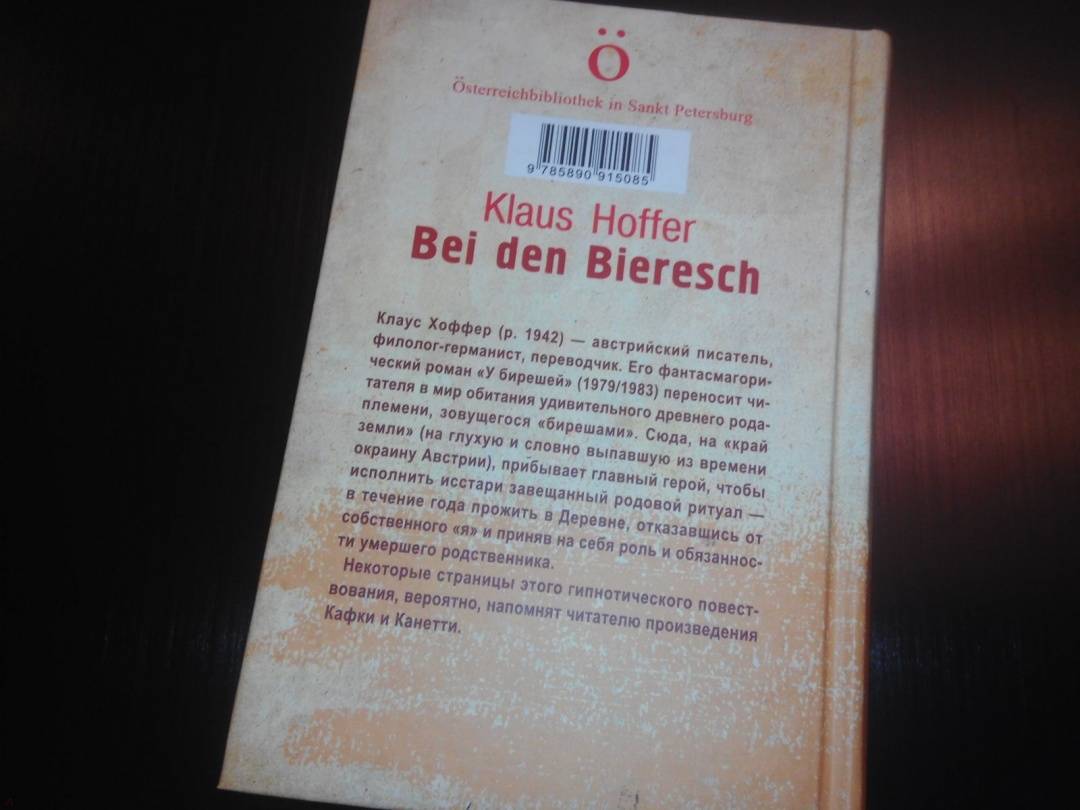 Ö
Österreichbibliothek in Sankt Petersburg
9 785890 915085
Klaus Hoffer
Bei den Bieresch
Клаус Хоффер (р. 1942) — австрийский писатель,
филолог-германист, переводчик. Его фантасмагори-
ческий роман «У бирешей» (1979/1983) переносит чи-
тателя в мир обитания удивительного древнего рода-
племени, зовущегося «бирешами». Сюда, на «край
земли» (на глухую и словно выпавшую из времени
окраину Австрии), прибывает главный герой, чтобы
исполнить исстари завещанный родовой ритуал —
в течение года прожить в Деревне, отказавшись от
собственного «я» и приняв на себя роль и обязаннос-
ти умершего родственника.
Некоторые страницы этого гипнотического повест-
вования, вероятно, напомнят читателю произведения
Кафки и Канетти.